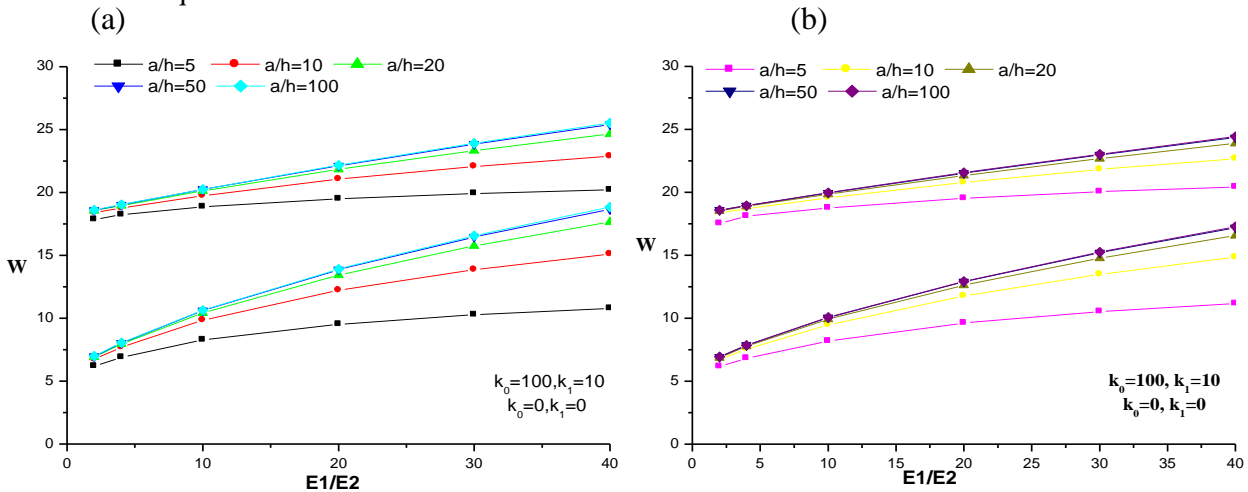 (a)
a/h=5 a/h=10 a/h=20
a/h=50 a/h=100
30
25
20
15
10
5
0
W
k₀=100,k₁=10
k₀=0,k₁=0
0 10 20 30 40
E1/E2
(b)
a/h=5 a/h=10 a/h=20
a/h=50 a/h=100
30
25
20
15
10
5
0
W
k₀=100, k₁=10
k₀=0, k₁=0
0 5 10 15 20 25 30 35 40
E1/E2